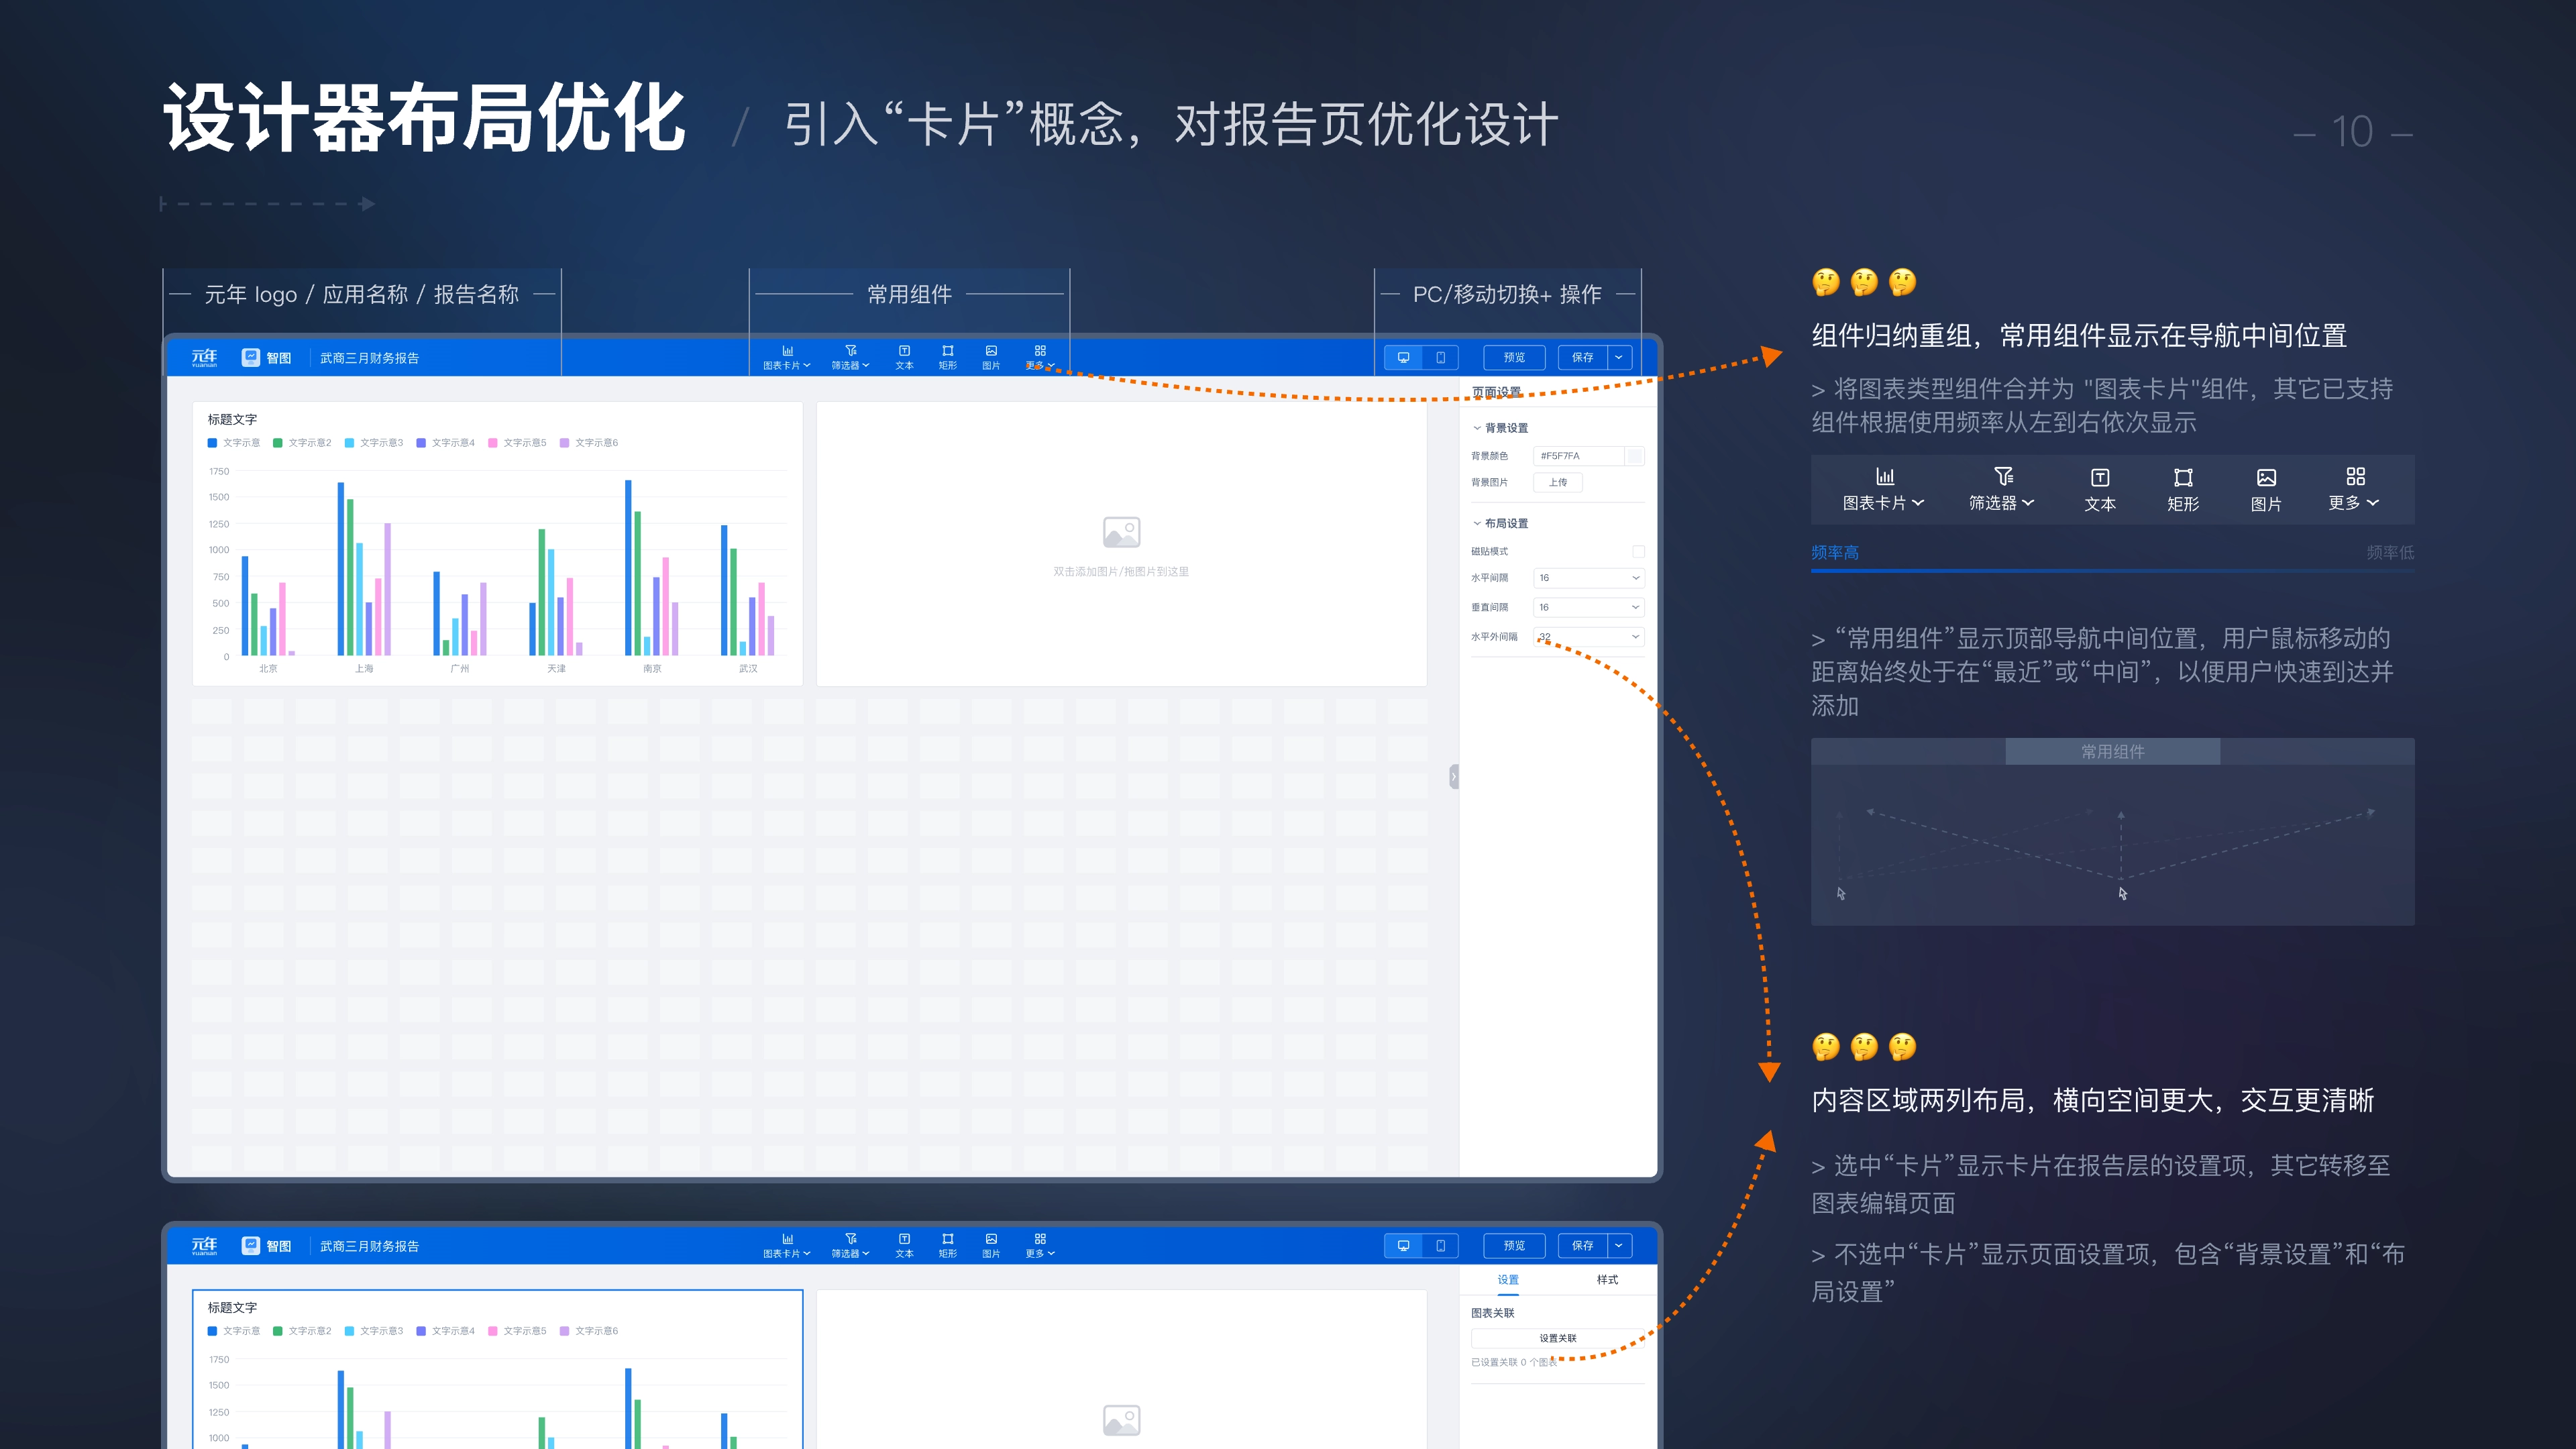 设计器布局优化 / 引入“卡片”概念，对报告页优化设计
– 10 –
元年 logo / 应用名称 / 报告名称
常用组件
PC/移动切换+ 操作
元年 yuanian 智图 武商三月财务报告
图表卡片 筛选器 文本 矩形 图片 更多
预览 保存
标题文字
文字示意 文字示意2 文字示意3 文字示意4 文字示意5 文字示意6
1750
1500
1250
1000
750
500
250
0
北京 上海 广州 天津 南京 武汉
双击添加图片/拖图片到这里
页面设置
背景设置
背景颜色 #F5F7FA
背景图片 上传
布局设置
磁贴模式
水平间隔 16
垂直间隔 16
水平外间隔 32
🤔🤔🤔
组件归纳重组，常用组件显示在导航中间位置
> 将图表类型组件合并为 "图表卡片"组件，其它已支持
组件根据使用频率从左到右依次显示
图表卡片 筛选器 文本 矩形 图片 更多
频率高 频率低
> “常用组件”显示顶部导航中间位置，用户鼠标移动的
距离始终处于在“最近”或“中间”，以便用户快速到达并
添加
常用组件
🤔🤔🤔
内容区域两列布局，横向空间更大，交互更清晰
> 选中“卡片”显示卡片在报告层的设置项，其它转移至
图表编辑页面
> 不选中“卡片”显示页面设置项，包含“背景设置”和“布
局设置”
元年 yuanian 智图 武商三月财务报告
图表卡片 筛选器 文本 矩形 图片 更多
预览 保存
标题文字
文字示意 文字示意2 文字示意3 文字示意4 文字示意5 文字示意6
1750
1500
1250
1000
设置 样式
图表关联
设置关联
已设置关联 0 个图表